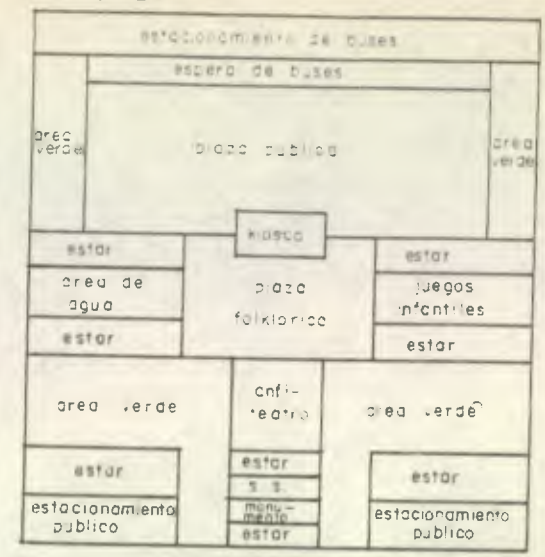 estacionamiento de buses
espera de buses
area
verde
plaza publica
area
verde
kiosco
estar
estar
area de
agua
plaza
folklorica
juegos
infantiles
estar
estar
area verde
anfi-
teatro
area verde
estar
estar
estar
s. s.
estacionamiento
publico
monu-
mento
estacionamiento
publico
estar